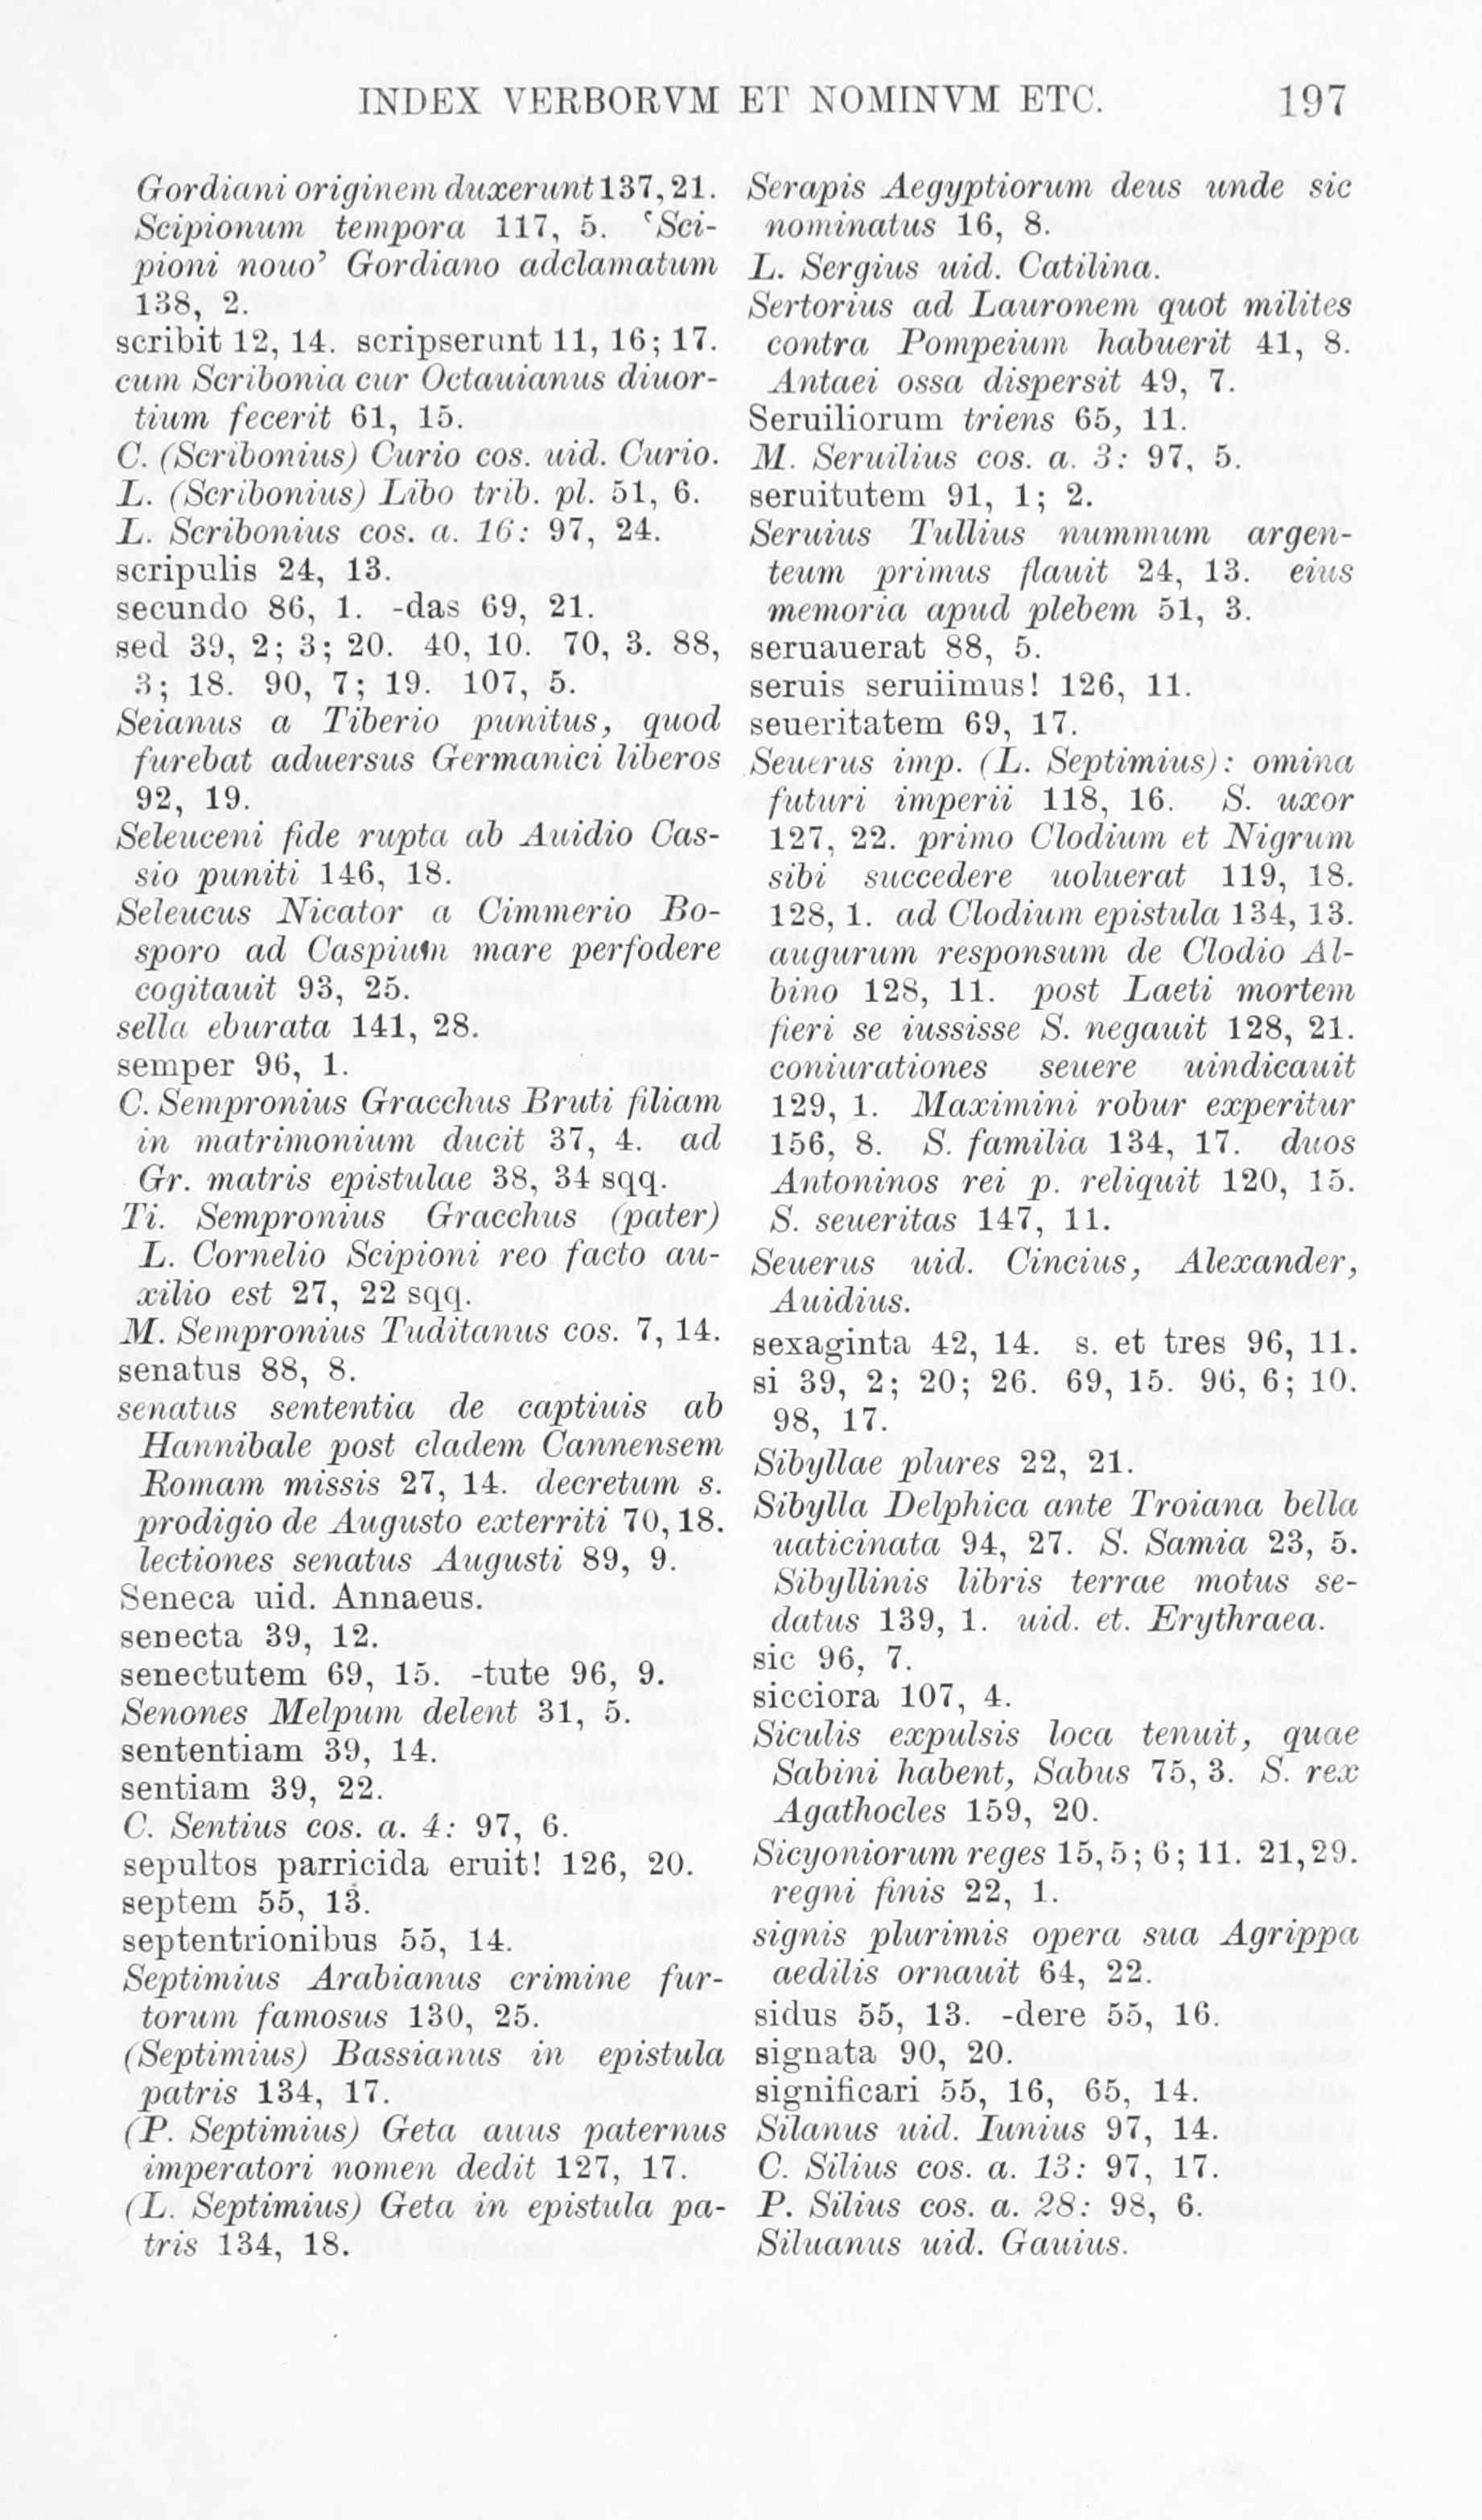 INDEX VERBORVM ET NOMINVM ETC. 197
Gordiani originem duxerunt 137, 21.
Scipionum tempora 117, 5. ‛Sci-
pioni nouo’ Gordiano adclamatum
138, 2.
scribit 12, 14. scripserunt 11, 16; 17.
cum Scribonia cur Octauianus diuor-
tium fecerit 61, 15.
C. (Scribonius) Curio cos. uid. Curio.
L. (Scribonius) Libo trib. pl. 51, 6.
L. Scribonius cos. a. 16: 97, 24.
scripulis 24, 13.
secundo 86, 1. -das 69, 21.
sed 39, 2; 3; 20. 40, 10. 70, 3. 88,
3; 18. 90, 7; 19. 107, 5.
Seianus a Tiberio punitus, quod
furebat aduersus Germanici liberos
92, 19.
Seleuceni fide rupta ab Auidio Cas-
sio puniti 146, 18.
Seleucus Nicator a Cimmerio Bo-
sporo ad Caspium mare perfodere
cogitauit 93, 25.
sella eburata 141, 28.
semper 96, 1.
C. Sempronius Gracchus Bruti filiam
in matrimonium ducit 37, 4. ad
Gr. matris epistulae 38, 34 sqq.
Ti. Sempronius Gracchus (pater)
L. Cornelio Scipioni reo facto au-
xilio est 27, 22 sqq.
M. Sempronius Tuditanus cos. 7, 14.
senatus 88, 8.
senatus sententia de captiuis ab
Hannibale post cladem Cannensem
Romam missis 27, 14. decretum s.
prodigio de Augusto exterriti 70, 18.
lectiones senatus Augusti 89, 9.
Seneca uid. Annaeus.
senecta 39, 12.
senectutem 69, 15. -tute 96, 9.
Senones Melpum delent 31, 5.
sententiam 39, 14.
sentiam 39, 22.
C. Sentius cos. a. 4: 97, 6.
sepultos parricida eruit! 126, 20.
septem 55, 13.
septentrionibus 55, 14.
Septimius Arabianus crimine fur-
torum famosus 130, 25.
(Septimius) Bassianus in epistula
patris 134, 17.
(P. Septimius) Geta auus paternus
imperatori nomen dedit 127, 17.
(L. Septimius) Geta in epistula pa-
tris 134, 18.
Serapis Aegyptiorum deus unde sic
nominatus 16, 8.
L. Sergius uid. Catilina.
Sertorius ad Lauronem quot milites
contra Pompeium habuerit 41, 8.
Antaei ossa dispersit 49, 7.
Seruiliorum triens 65, 11.
M. Seruilius cos. a. 3: 97, 5.
seruitutem 91, 1; 2.
Seruius Tullius nummum argen-
teum primus flauit 24, 13. eius
memoria apud plebem 51, 3.
seruauerat 88, 5.
seruis seruiimus! 126, 11.
seueritatem 69, 17.
Seuerus imp. (L. Septimius): omina
futuri imperii 118, 16. S. uxor
127, 22. primo Clodium et Nigrum
sibi succedere uoluerat 119, 18.
128, 1. ad Clodium epistula 134, 13.
augurum responsum de Clodio Al-
bino 128, 11. post Laeti mortem
fieri se iussisse S. negauit 128, 21.
coniurationes seuere uindicauit
129, 1. Maximini robur experitur
156, 8. S. familia 134, 17. duos
Antoninos rei p. reliquit 120, 15.
S. seueritas 147, 11.
Seuerus uid. Cincius, Alexander,
Auidius.
sexaginta 42, 14. s. et tres 96, 11.
si 39, 2; 20; 26. 69, 15. 96, 6; 10.
98, 17.
Sibyllae plures 22, 21.
Sibylla Delphica ante Troiana bella
uaticinata 94, 27. S. Samia 23, 5.
Sibyllinis libris terrae motus se-
datus 139, 1. uid. et. Erythraea.
sic 96, 7.
sicciora 107, 4.
Siculis expulsis loca tenuit, quae
Sabini habent, Sabus 75, 3. S. rex
Agathocles 159, 20.
Sicyoniorum reges 15, 5; 6; 11. 21, 29.
regni finis 22, 1.
signis plurimis opera sua Agrippa
aedilis ornauit 64, 22.
sidus 55, 13. -dere 55, 16.
signata 90, 20.
significari 55, 16, 65, 14.
Silanus uid. Iunius 97, 14.
C. Silius cos. a. 13: 97, 17.
P. Silius cos. a. 28: 98, 6.
Siluanus uid. Gauius.